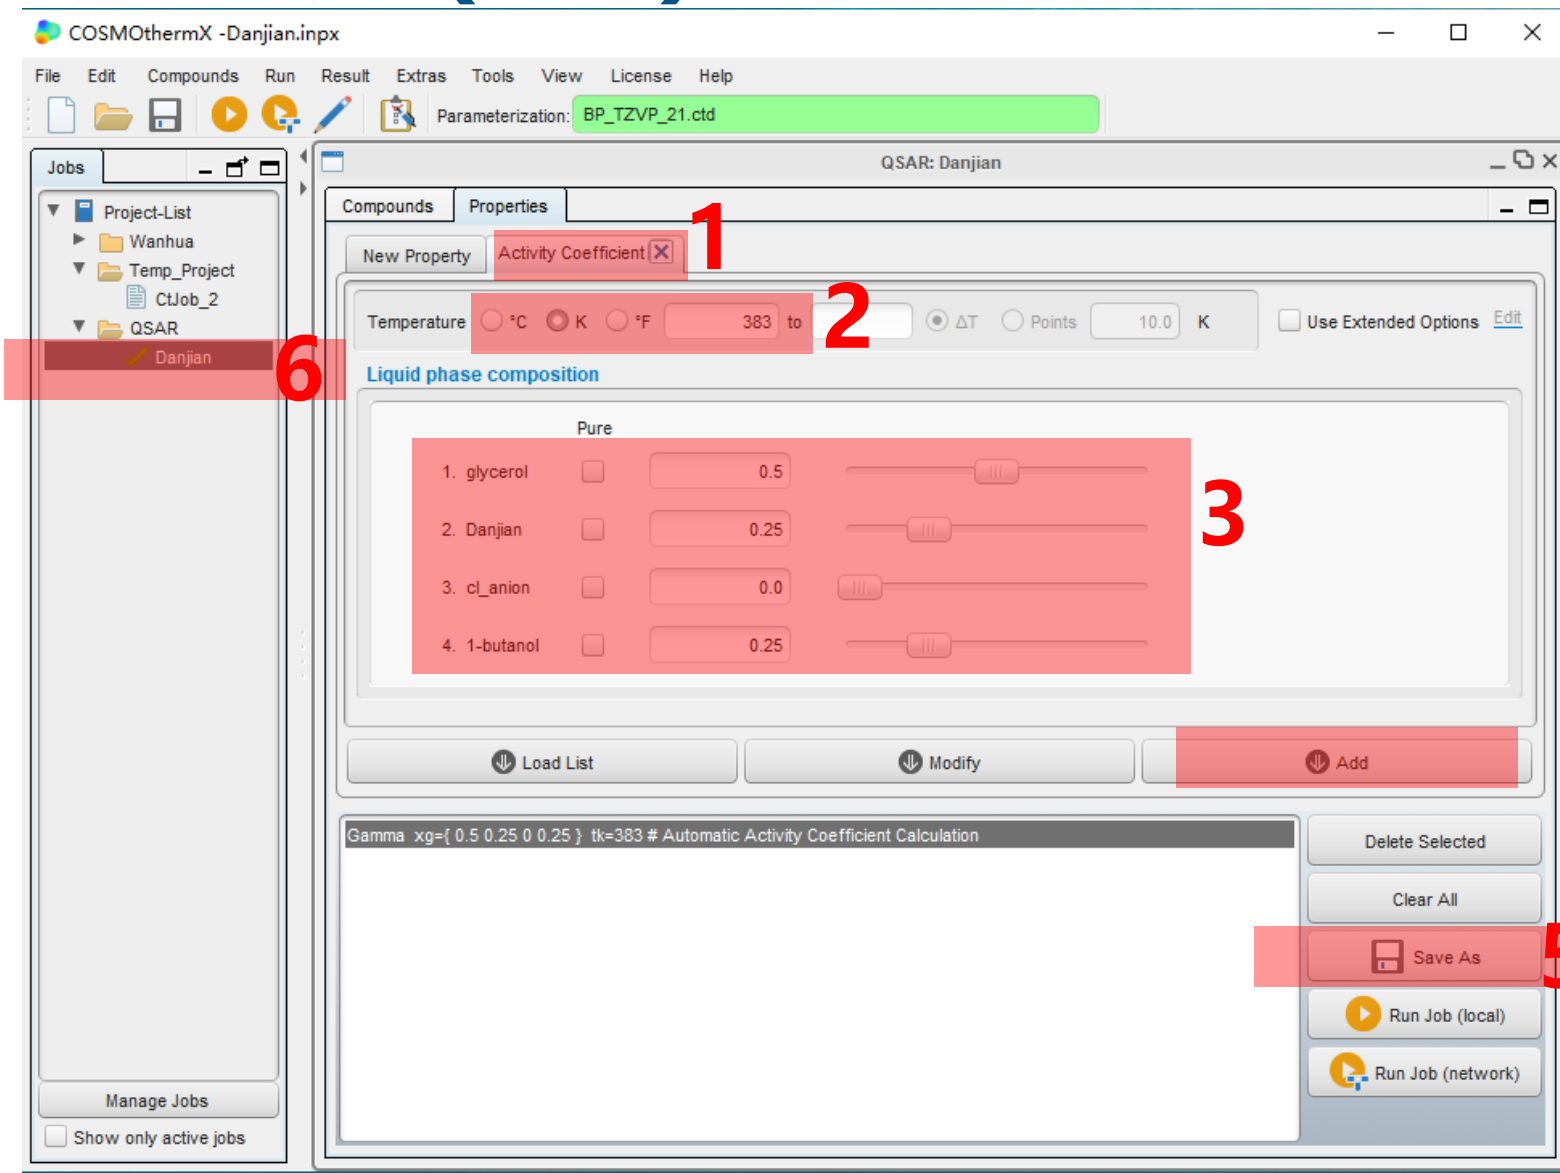 COSMOthermX -Danjian.inpx
File Edit Compounds Run Result Extras Tools View License Help
Parameterization: BP_TZVP_21.ctd
Jobs
QSAR: Danjian
Project-List
Wanhua
Temp_Project
CtJob_2
QSAR
Danjian
6
Compounds Properties
1
New Property Activity Coefficient
2
Temperature °C K °F 383 to ΔT Points 10.0 K Use Extended Options Edit
Liquid phase composition
Pure
1. glycerol 0.5
2. Danjian 0.25
3. cl_anion 0.0
4. 1-butanol 0.25
3
Load List Modify Add
Gamma xg={ 0.5 0.25 0 0.25 } tk=383 # Automatic Activity Coefficient Calculation
Delete Selected
Clear All
Save As
5
Run Job (local)
Run Job (network)
Manage Jobs
Show only active jobs